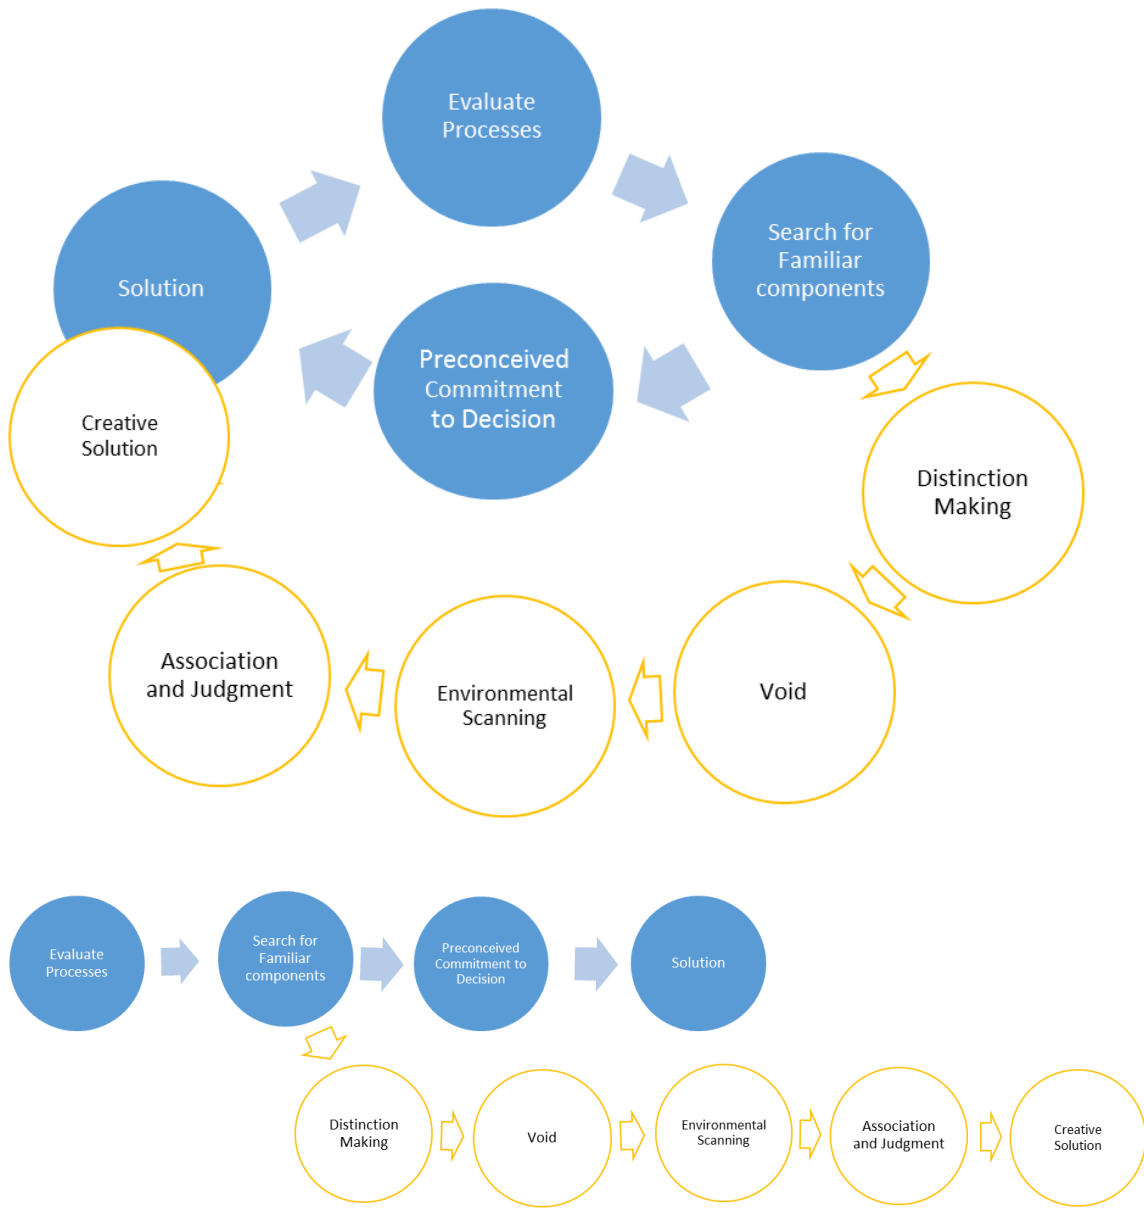 Evaluate
Processes
Search for
Familiar
components
Solution
Preconceived
Commitment
to Decision
Creative
Solution
Distinction
Making
Association
and Judgment
Environmental
Scanning
Void
Evaluate
Processes
Search for
Familiar
components
Preconceived
Commitment to
Decision
Solution
Distinction
Making
Void
Environmental
Scanning
Association
and Judgment
Creative
Solution